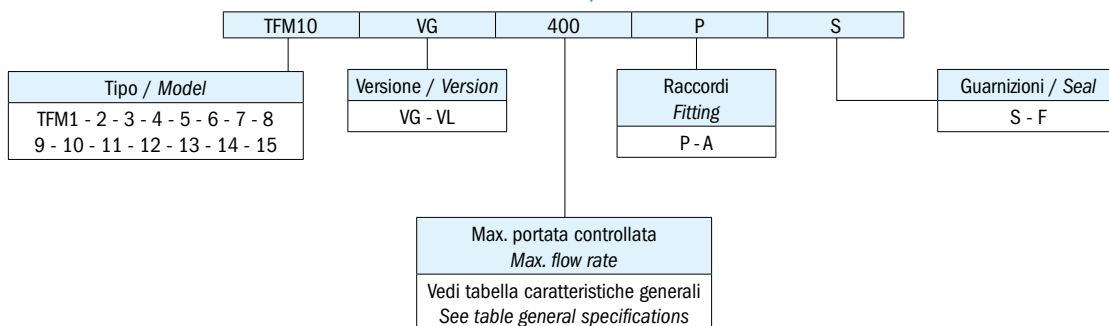 TFM10 VG 400 P S
Tipo / Model
TFM1 - 2 - 3 - 4 - 5 - 6 - 7 - 8
9 - 10 - 11 - 12 - 13 - 14 - 15
Versione / Version
VG - VL
Raccordi
Fitting
P - A
Guarnizioni / Seal
S - F
Max. portata controllata
Max. flow rate
Vedi tabella caratteristiche generali
See table general specifications